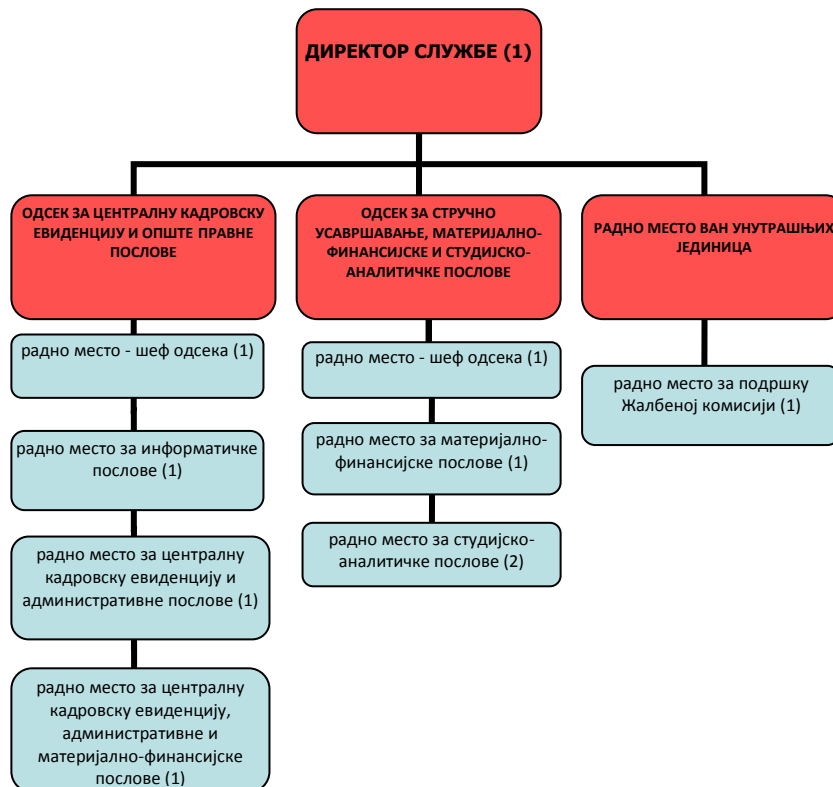 ДИРЕКТОР СЛУЖБЕ (1)
ОДСЕК ЗА ЦЕНТРАЛНУ КАДРОВСКУ
ЕВИДЕНЦИЈУ И ОПШТЕ ПРАВНЕ
ПОСЛОВЕ
радно место - шеф одсека (1)
радно место за информатичке
послове (1)
радно место за централну
кадровску евиденцију и
административне послове (1)
радно место за централну
кадровску евиденцију,
административне и
материјално-финансијске
послове (1)
ОДСЕК ЗА СТРУЧНО
УСАВРШАВАЊЕ, МАТЕРИЈАЛНО-
ФИНАНСИЈСКЕ И СТУДИЈСКО-
АНАЛИТИЧКЕ ПОСЛОВЕ
радно место - шеф одсека (1)
радно место за материјално-
финансијске послове (1)
радно место за студијско-
аналитичке послове (2)
РАДНО МЕСТО ВАН УНУТРАШЊИХ
ЈЕДИНИЦА
радно место за подршку
Жалбеној комисији (1)